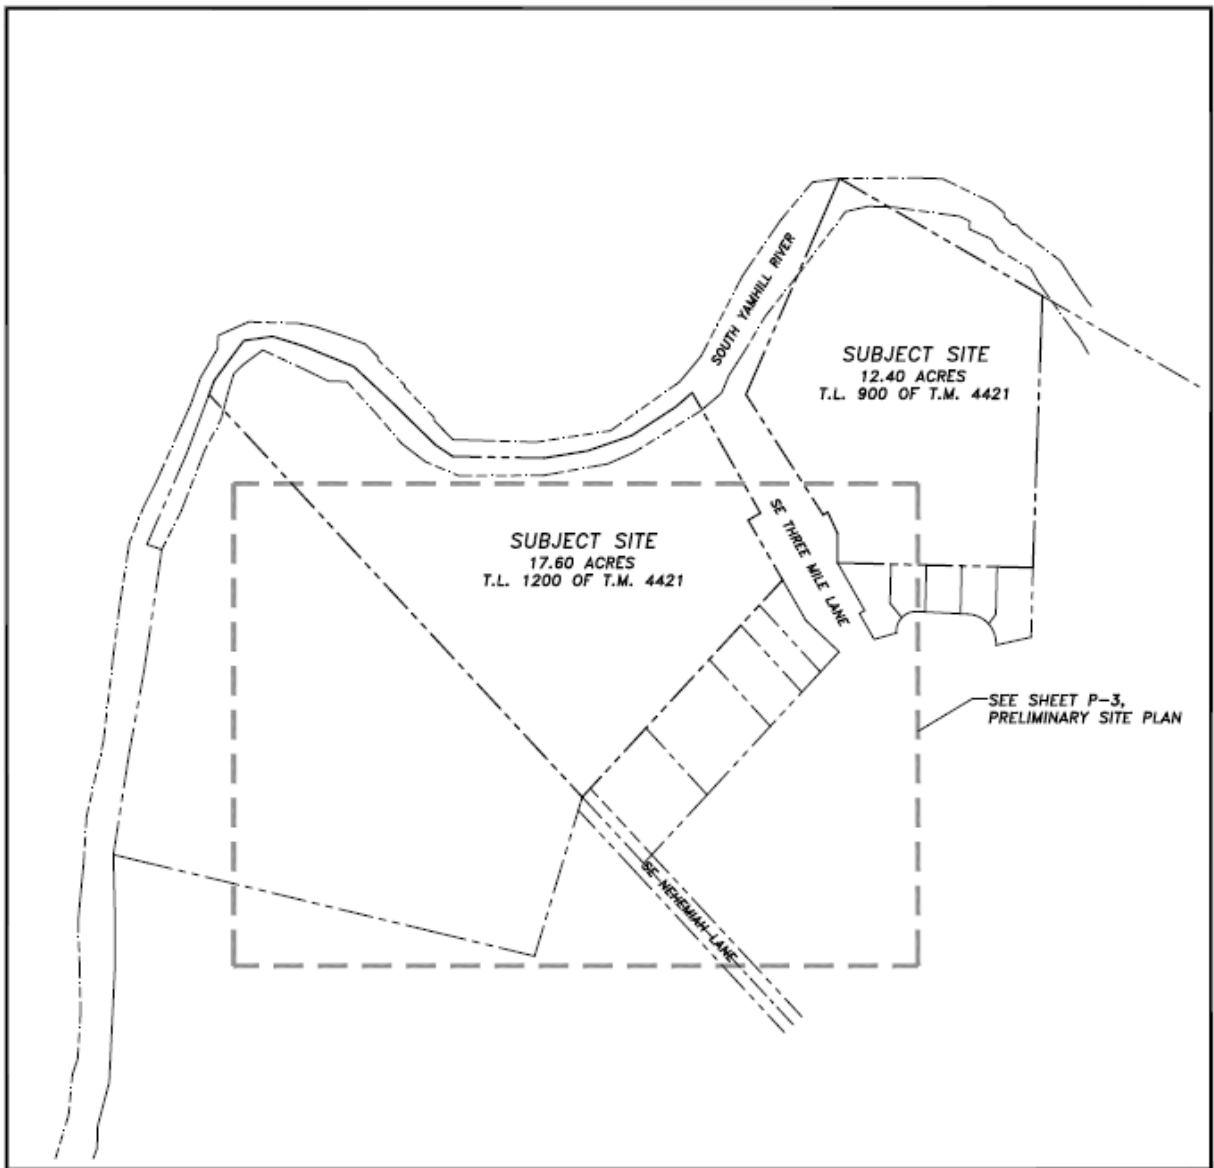 SOUTH YAMHILL RIVER
SUBJECT SITE
12.40 ACRES
T.L. 900 OF T.M. 4421
SUBJECT SITE
17.60 ACRES
T.L. 1200 OF T.M. 4421
SE THREE MILE LANE
SEE SHEET P-3,
PRELIMINARY SITE PLAN
SE NEHEMIAH LANE